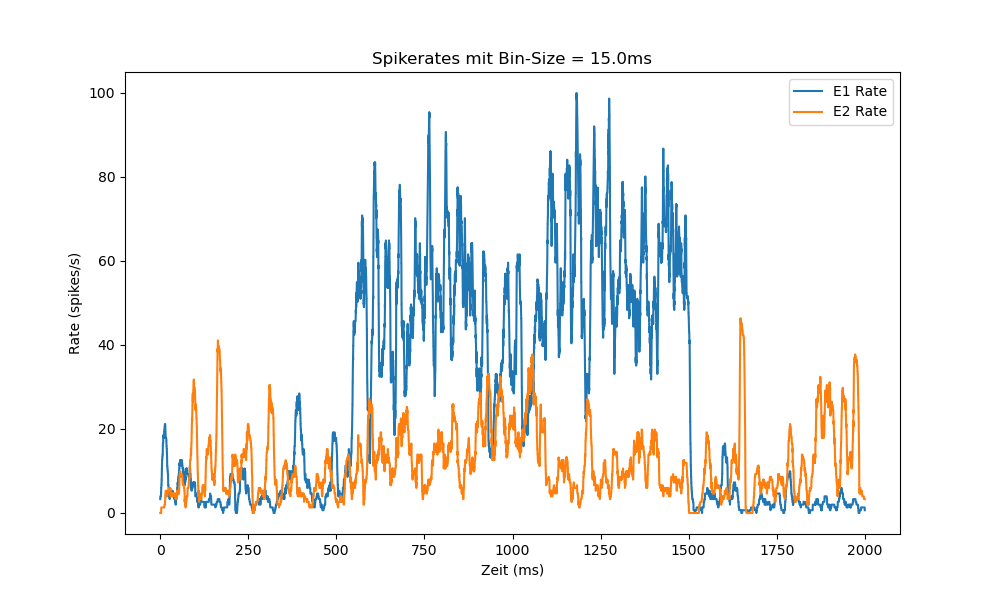 Spikerates mit Bin-Size = 15.0ms
E1 Rate
E2 Rate
100
80
60
40
20
0
Rate (spikes/s)
0 250 500 750 1000 1250 1500 1750 2000
Zeit (ms)